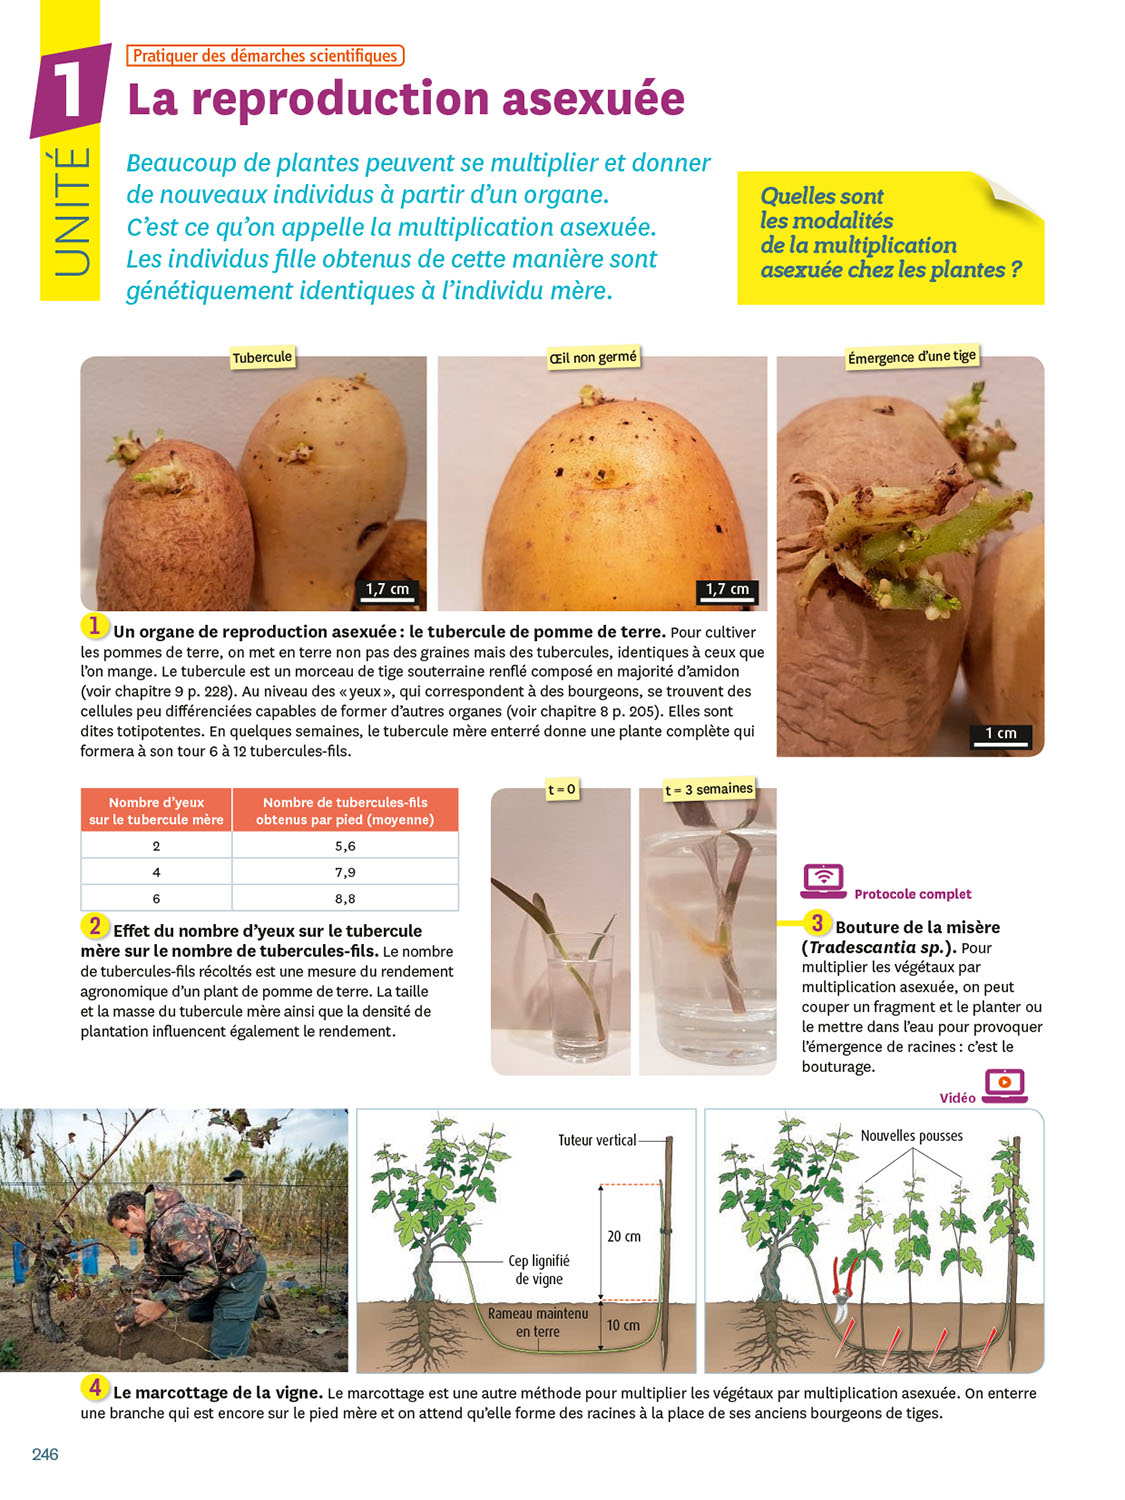 Pratiquer des démarches scientifiques
1
UNITÉ
La reproduction asexuée
Beaucoup de plantes peuvent se multiplier et donner
de nouveaux individus à partir d'un organe.
C'est ce qu'on appelle la multiplication asexuée.
Les individus fille obtenus de cette manière sont
génétiquement identiques à l'individu mère.
Quelles sont
les modalités
de la multiplication
asexuée chez les plantes ?
Tubercule
Œil non germé
Émergence d'une tige
1,7 cm
1,7 cm
1 cm
1 Un organe de reproduction asexuée : le tubercule de pomme de terre. Pour cultiver
les pommes de terre, on met en terre non pas des graines mais des tubercules, identiques à ceux que
l'on mange. Le tubercule est un morceau de tige souterraine renflé composé en majorité d'amidon
(voir chapitre 9 p. 228). Au niveau des « yeux », qui correspondent à des bourgeons, se trouvent des
cellules peu différenciées capables de former d'autres organes (voir chapitre 8 p. 205). Elles sont
dites totipotentes. En quelques semaines, le tubercule mère enterré donne une plante complète qui
formera à son tour 6 à 12 tubercules-fils.
Nombre d'yeux
sur le tubercule mère
Nombre de tubercules-fils
obtenus par pied (moyenne)
2 5,6
4 7,9
6 8,8
2 Effet du nombre d'yeux sur le tubercule
mère sur le nombre de tubercules-fils. Le nombre
de tubercules-fils récoltés est une mesure du rendement
agronomique d'un plant de pomme de terre. La taille
et la masse du tubercule mère ainsi que la densité de
plantation influencent également le rendement.
t = 0
t = 3 semaines
Protocole complet
3 Bouture de la misère
(Tradescantia sp.). Pour
multiplier les végétaux par
multiplication asexuée, on peut
couper un fragment et le planter ou
le mettre dans l'eau pour provoquer
l'émergence de racines : c'est le
bouturage.
Vidéo
Tuteur vertical
20 cm
Cep lignifié
de vigne
Rameau maintenu
en terre
10 cm
Nouvelles pousses
4 Le marcottage de la vigne. Le marcottage est une autre méthode pour multiplier les végétaux par multiplication asexuée. On enterre
une branche qui est encore sur le pied mère et on attend qu'elle forme des racines à la place de ses anciens bourgeons de tiges.
246